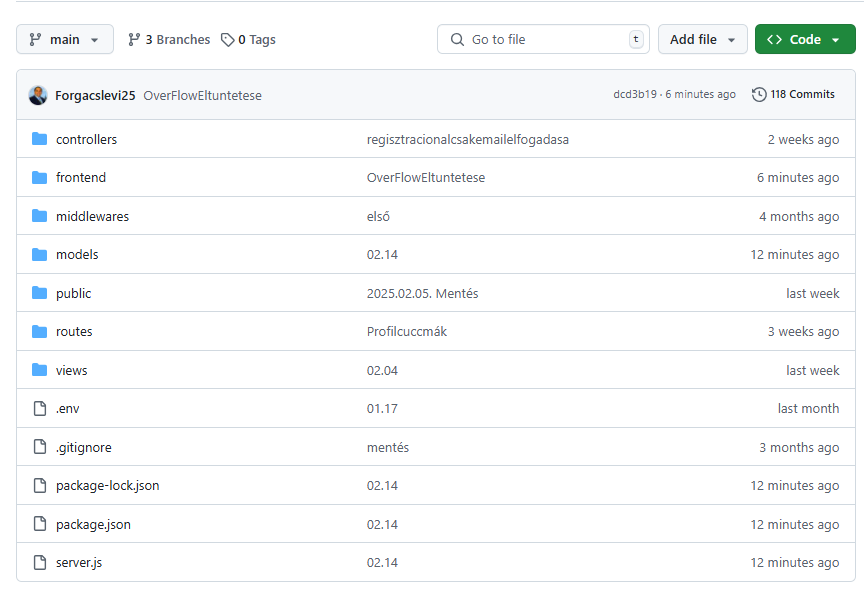 main 3 Branches 0 Tags Go to file t Add file Code
Forgacslevi25 OverFlowEltuntetese dcd3b19 · 6 minutes ago 118 Commits
controllers regisztracionalcsakemailelfogadasa 2 weeks ago
frontend OverFlowEltuntetese 6 minutes ago
middlewares első 4 months ago
models 02.14 12 minutes ago
public 2025.02.05. Mentés last week
routes Profilcuccmák 3 weeks ago
views 02.04 last week
.env 01.17 last month
.gitignore mentés 3 months ago
package-lock.json 02.14 12 minutes ago
package.json 02.14 12 minutes ago
server.js 02.14 12 minutes ago